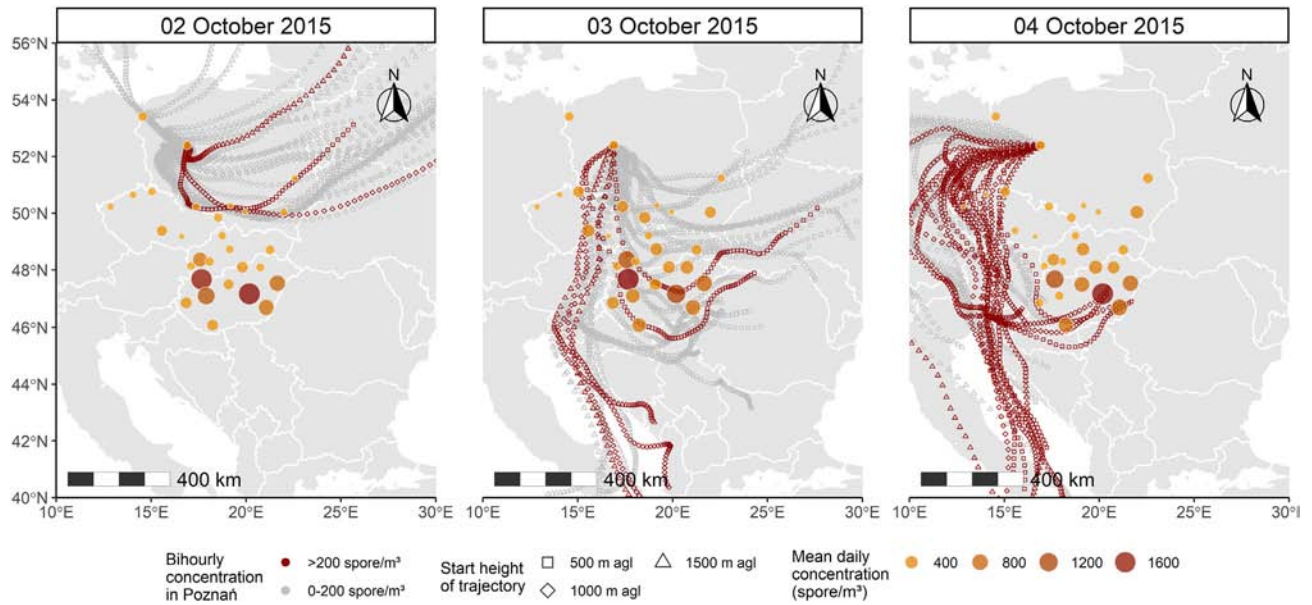 02 October 2015
03 October 2015
04 October 2015
56°N
54°N
52°N
50°N
48°N
46°N
44°N
42°N
40°N
N
N
N
400 km
400 km
400 km
10°E 15°E 20°E 25°E 30°E
10°E 15°E 20°E 25°E 30°E
10°E 15°E 20°E 25°E 30°E
Bihourly
concentration
in Poznań
>200 spore/m³
0-200 spore/m³
Start height
of trajectory
500 m agl
1500 m agl
1000 m agl
Mean daily
concentration
(spore/m³)
400
800
1200
1600